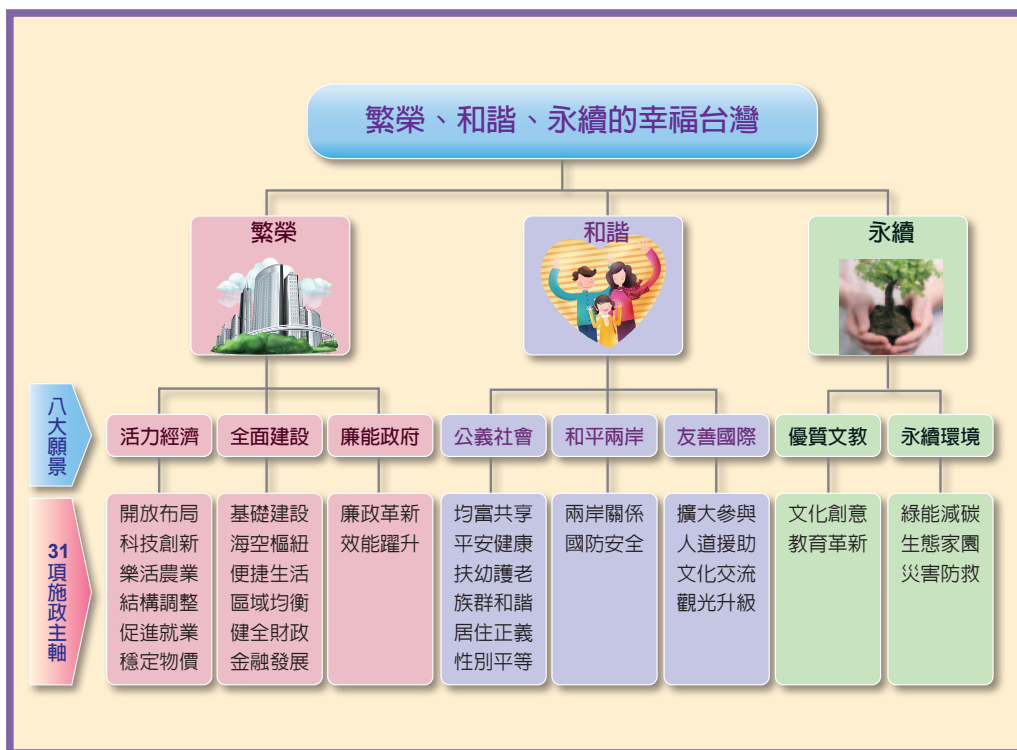 繁榮、和諧、永續的幸福台灣
繁榮
和諧
永續
八大願景
活力經濟
全面建設
廉能政府
公義社會
和平兩岸
友善國際
優質文教
永續環境
31項施政主軸
開放布局
科技創新
樂活農業
結構調整
促進就業
穩定物價
基礎建設
海空樞紐
便捷生活
區域均衡
健全財政
金融發展
廉政革新
效能躍升
均富共享
平安健康
扶幼護老
族群和諧
居住正義
性別平等
兩岸關係
國防安全
擴大參與
人道援助
文化交流
觀光升級
文化創意
教育革新
綠能減碳
生態家園
災害防救